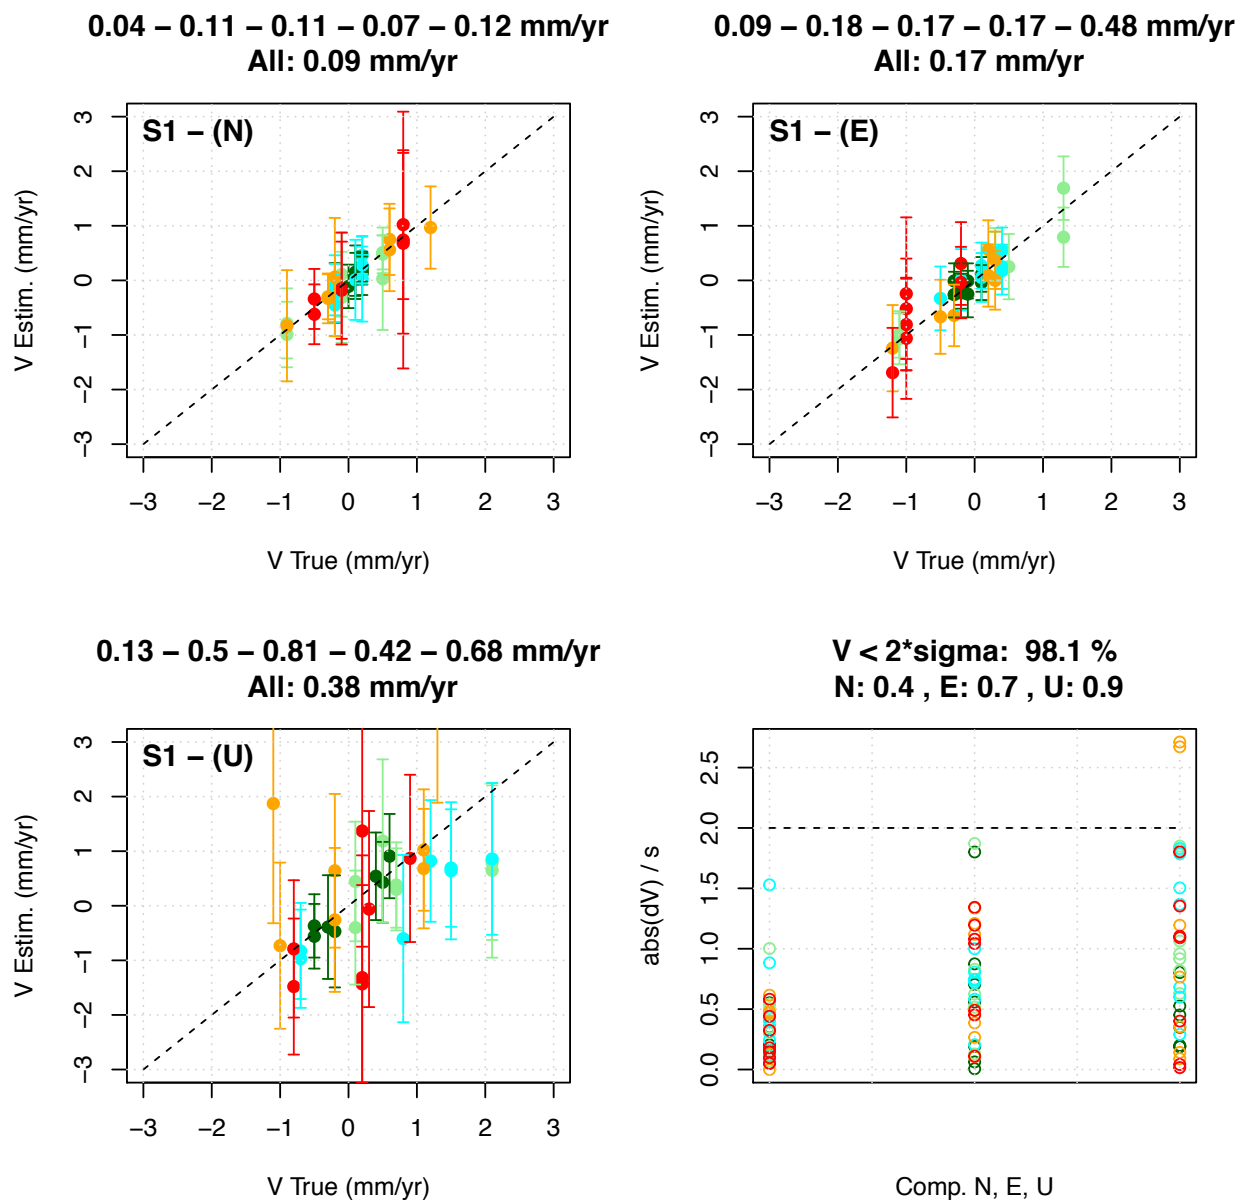 0.04 – 0.11 – 0.11 – 0.07 – 0.12 mm/yr
All: 0.09 mm/yr
S1 – (N)
3
2
1
0
−1
−2
−3
V Estim. (mm/yr)
−3 −2 −1 0 1 2 3
V True (mm/yr)
0.09 – 0.18 – 0.17 – 0.17 – 0.48 mm/yr
All: 0.17 mm/yr
S1 – (E)
3
2
1
0
−1
−2
−3
V Estim. (mm/yr)
−3 −2 −1 0 1 2 3
V True (mm/yr)
0.13 – 0.5 – 0.81 – 0.42 – 0.68 mm/yr
All: 0.38 mm/yr
S1 – (U)
3
2
1
0
−1
−2
−3
V Estim. (mm/yr)
−3 −2 −1 0 1 2 3
V True (mm/yr)
V < 2*sigma: 98.1 %
N: 0.4 , E: 0.7 , U: 0.9
2.5
2.0
1.5
1.0
0.5
0.0
abs(dV) / s
Comp. N, E, U